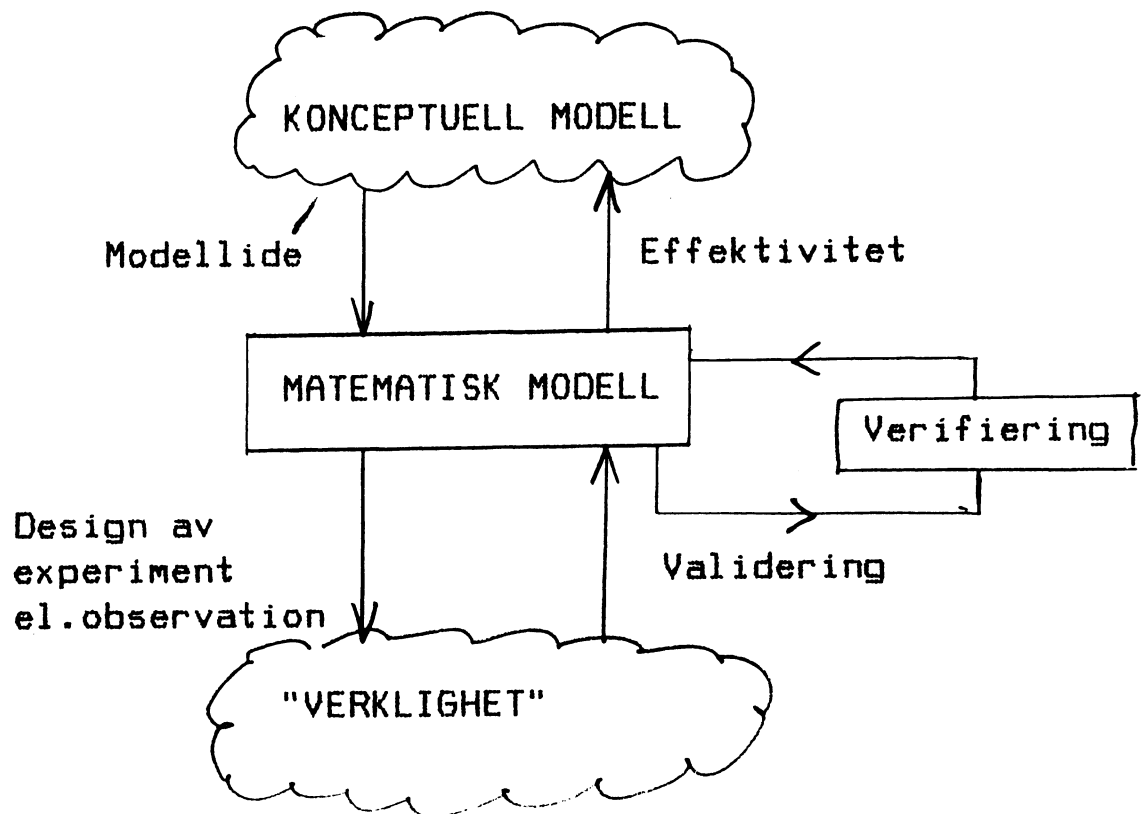 KONCEPTUELL MODELL
Modellide
Effektivitet
MATEMATISK MODELL
Verifiering
Design av
experiment
el.observation
Validering
"VERKLIGHET"